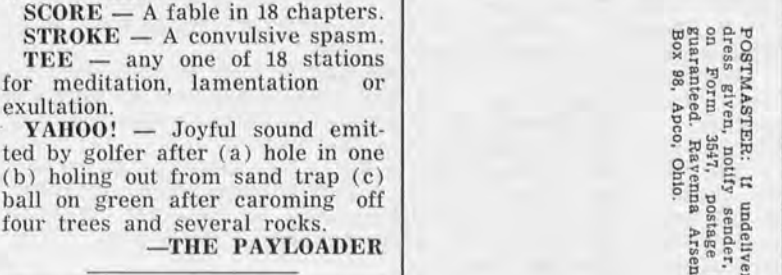 SCORE — A fable in 18 chapters.
STROKE — A convulsive spasm.
TEE — any one of 18 stations
for meditation, lamentation or
exultation.
YAHOO! — Joyful sound emit-
ted by golfer after (a) hole in one
(b) holing out from sand trap (c)
ball on green after caroming off
four trees and several rocks.
—THE PAYLOADER
POSTMASTER: If undeliver
dress given, notify sender,
on Form 3547, postage
guaranteed. Ravenna Arsen
Box 98, Apco, Ohio.